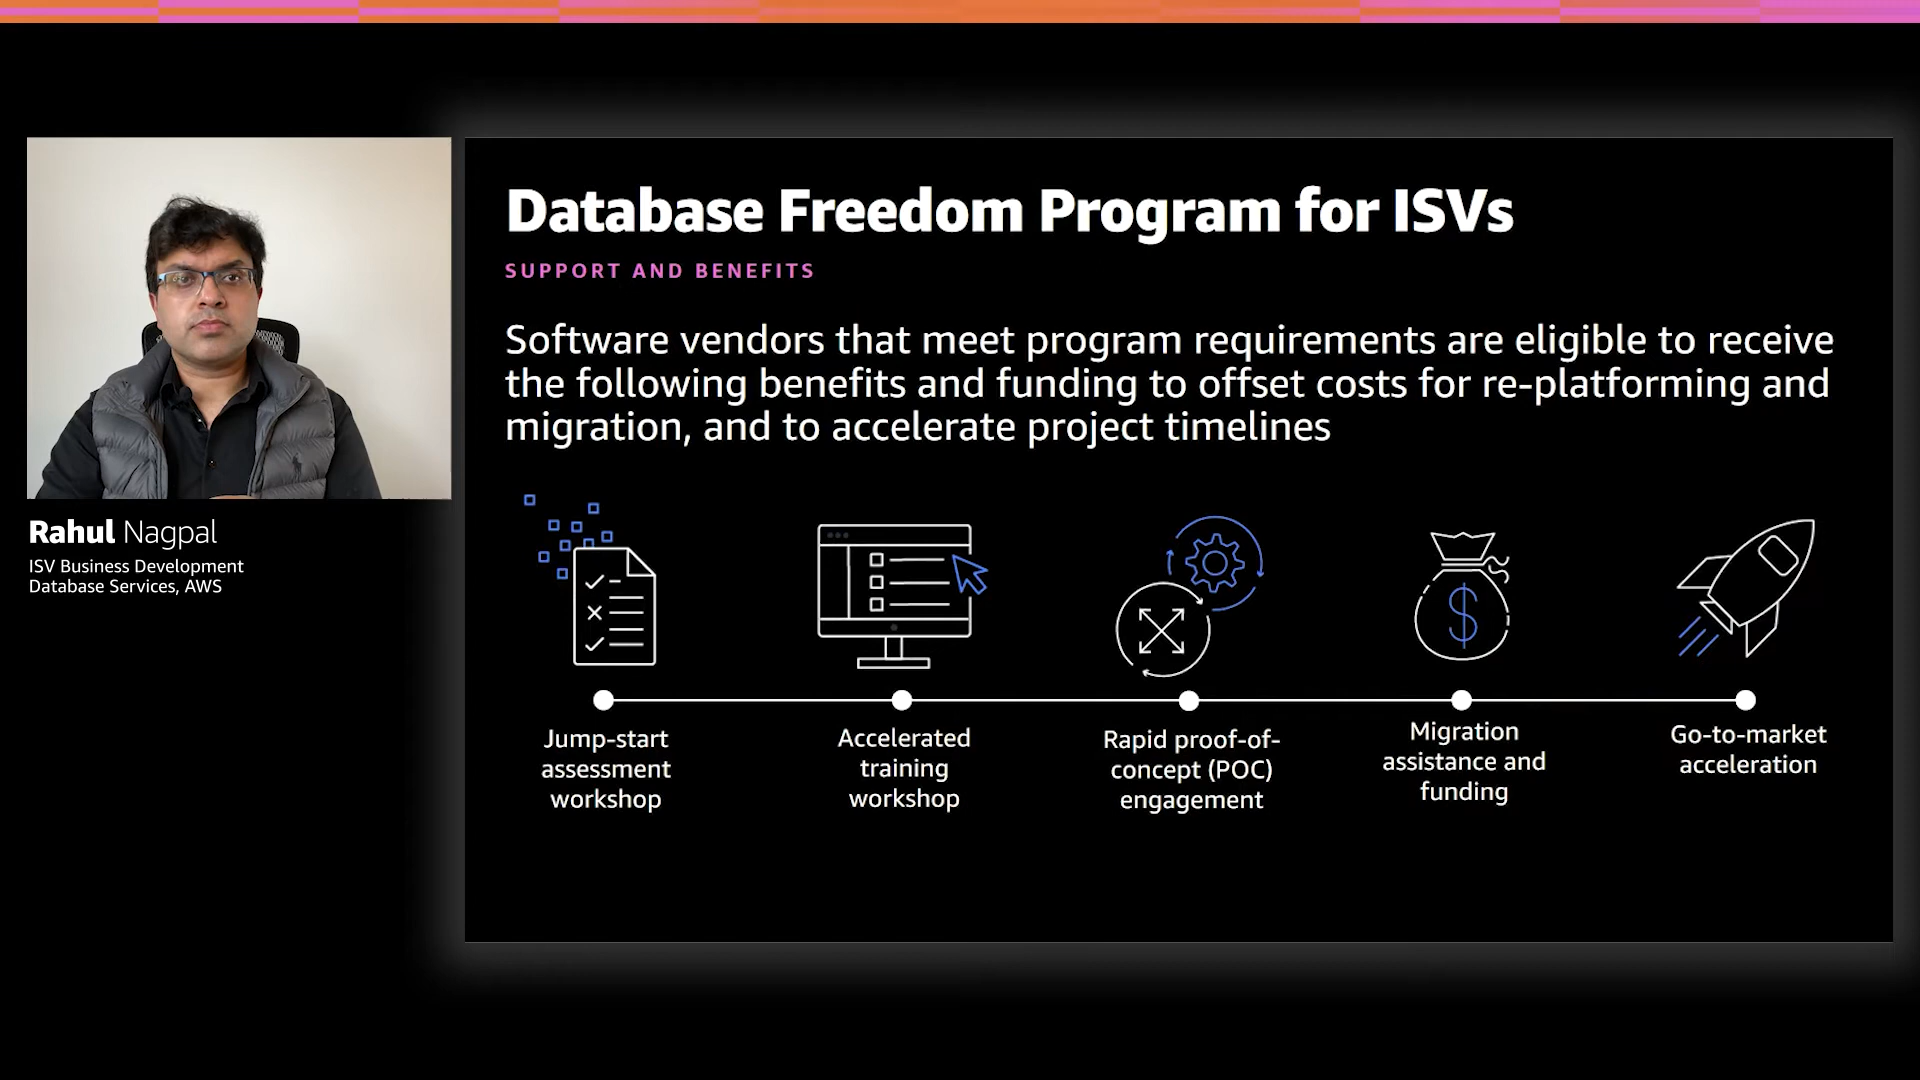 Database Freedom Program for ISVs
SUPPORT AND BENEFITS
Software vendors that meet program requirements are eligible to receive
the following benefits and funding to offset costs for re-platforming and
migration, and to accelerate project timelines
Rahul Nagpal
ISV Business Development
Database Services, AWS
$
Jump-start
assessment
workshop
Accelerated
training
workshop
Rapid proof-of-
concept (POC)
engagement
Migration
assistance and
funding
Go-to-market
acceleration